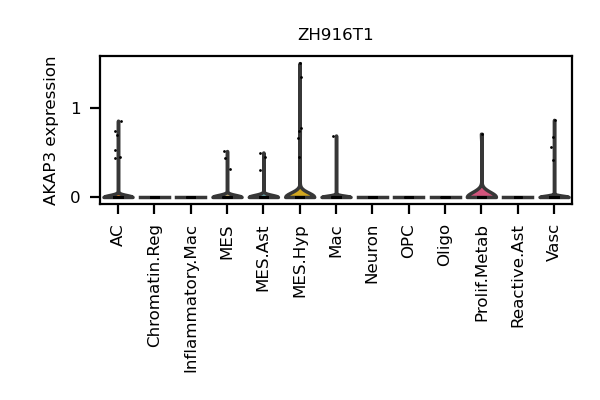 ZH916T1
AKAP3 expression
1
0
AC
Chromatin.Reg
Inflammatory.Mac
MES
MES.Ast
MES.Hyp
Mac
Neuron
OPC
Oligo
Prolif.Metab
Reactive.Ast
Vasc